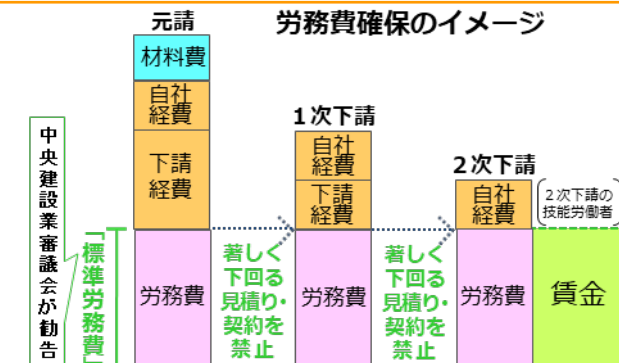 労務費確保のイメージ
元請
材料費
自社
経費
下請
経費
労務費
中央建設業審議会が勧告
「標準労務費」
著しく
下回る
見積り・
契約を
禁止
1次下請
自社
経費
下請
経費
労務費
著しく
下回る
見積り・
契約を
禁止
2次下請
自社
経費
労務費
2次下請の
技能労働者
賃金